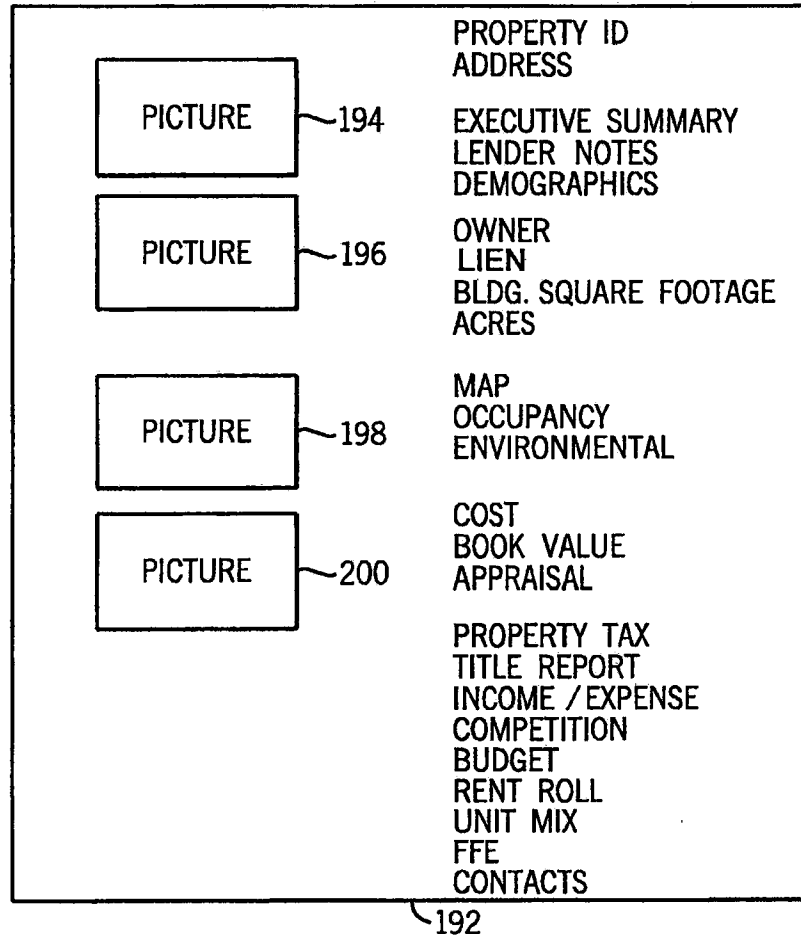 PROPERTY ID
ADDRESS
PICTURE 194
EXECUTIVE SUMMARY
LENDER NOTES
DEMOGRAPHICS
PICTURE 196
OWNER
LIEN
BLDG. SQUARE FOOTAGE
ACRES
PICTURE 198
MAP
OCCUPANCY
ENVIRONMENTAL
PICTURE 200
COST
BOOK VALUE
APPRAISAL
PROPERTY TAX
TITLE REPORT
INCOME / EXPENSE
COMPETITION
BUDGET
RENT ROLL
UNIT MIX
FFE
CONTACTS
192